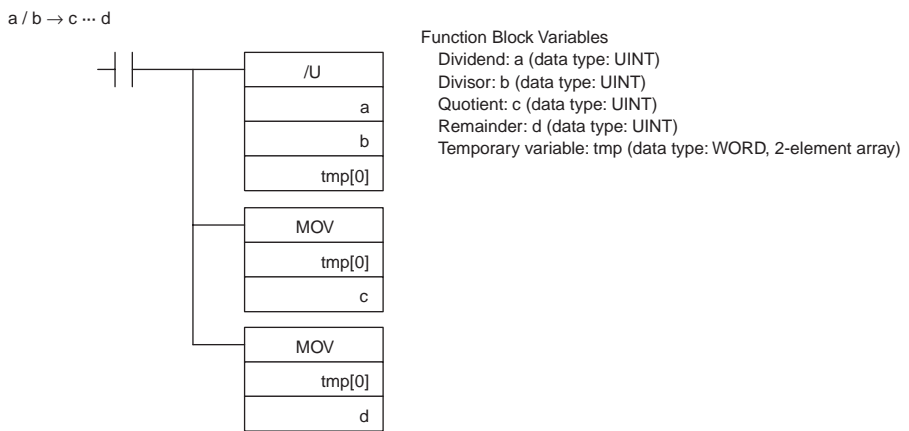 a / b → c ··· d
Function Block Variables
Dividend: a (data type: UINT)
Divisor: b (data type: UINT)
Quotient: c (data type: UINT)
Remainder: d (data type: UINT)
Temporary variable: tmp (data type: WORD, 2-element array)
/U
a
b
tmp[0]
MOV
tmp[0]
c
MOV
tmp[0]
d